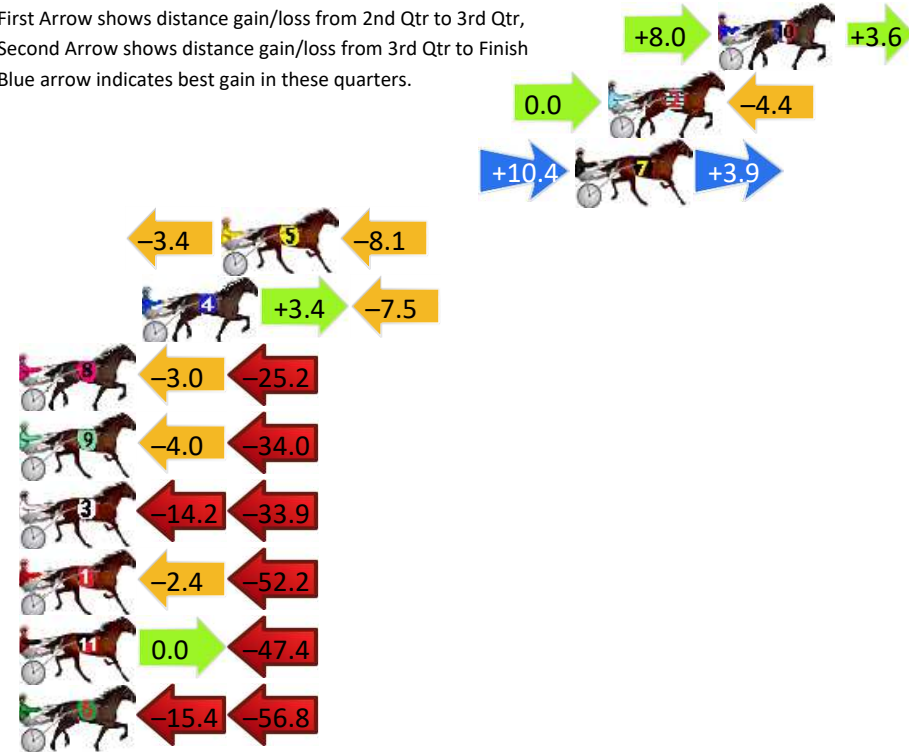 First Arrow shows distance gain/loss from 2nd Qtr to 3rd Qtr,
Second Arrow shows distance gain/loss from 3rd Qtr to Finish
Blue arrow indicates best gain in these quarters.
+8.0 10 +3.6
0.0 2 –4.4
+10.4 7 +3.9
–3.4 5 –8.1
4 +3.4 –7.5
8 –3.0 –25.2
9 –4.0 –34.0
3 –14.2 –33.9
1 –2.4 –52.2
11 0.0 –47.4
6 –15.4 –56.8